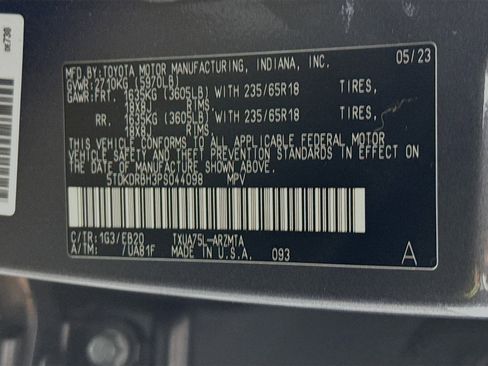 DE730
MFD.BY:TOYOTA MOTOR MANUFACTURING, INDIANA, INC. 05/23
GVWR:2710KG (5970LB)
GAWR:FRT. 1635KG (3605LB) WITH 235/65R18 TIRES,
18X8J RIMS,
RR. 1635KG (3605LB) WITH 235/65R18 TIRES,
18X8J RIMS
THIS VEHICLE CONFORMS TO ALL APPLICABLE FEDERAL MOTOR
VEHICLE SAFETY AND THEFT PREVENTION STANDARDS IN EFFECT ON
THE DATE OF MANUFACTURE SHOWN ABOVE.
5TDKDRBH3PS044098 MPV
C/TR:1G3/EB20 TXUA75L-ARZMTA
A/TM: /UA81F MADE IN U.S.A. 093 A